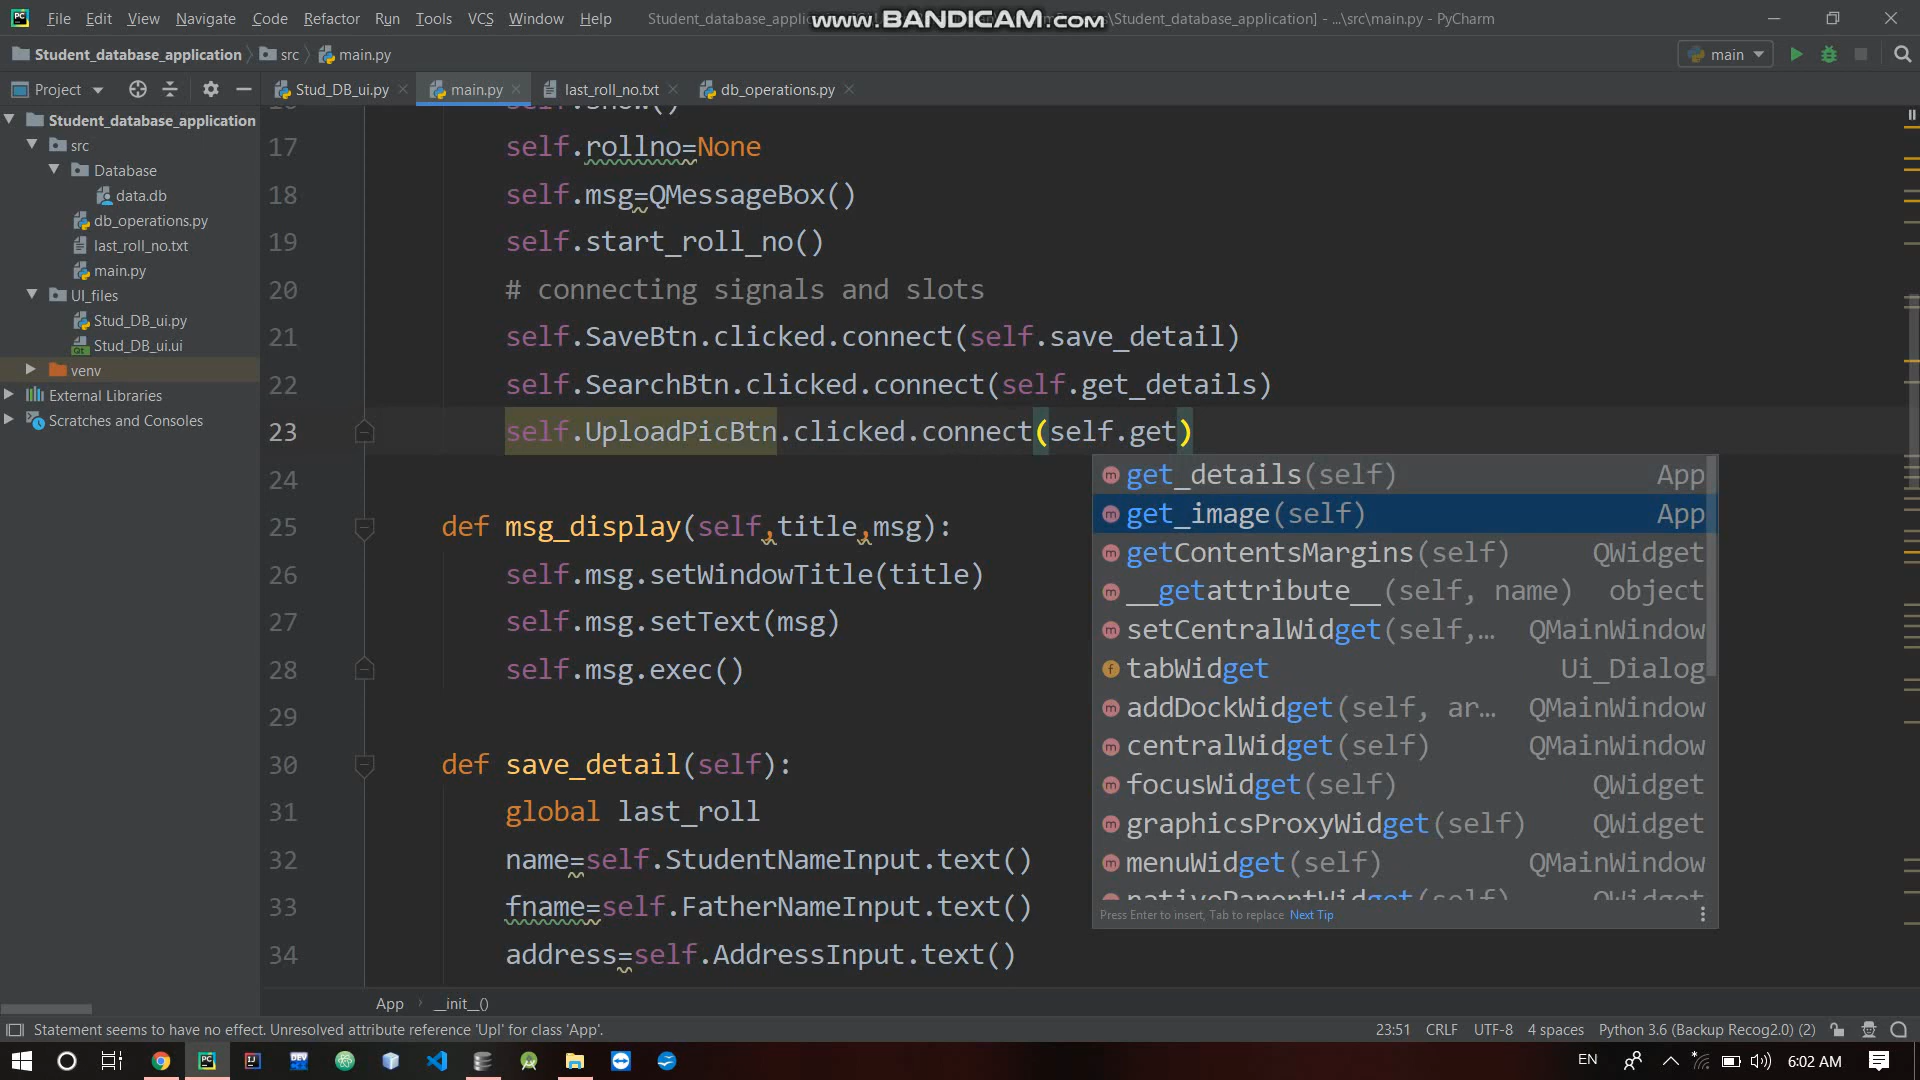 File Edit View Navigate Code Refactor Run Tools VCS Window Help
\Student_database_application] - ...\src\main.py - PyCharm
www.BANDICAM.com
Student_database_application src main.py
main
Project
Stud_DB_ui.py main.py last_roll_no.txt db_operations.py
Student_database_application
src
Database
data.db
db_operations.py
last_roll_no.txt
main.py
UI_files
Stud_DB_ui.py
Stud_DB_ui.ui
venv
External Libraries
Scratches and Consoles
17 self.rollno=None
18 self.msg=QMessageBox()
19 self.start_roll_no()
20 # connecting signals and slots
21 self.SaveBtn.clicked.connect(self.save_detail)
22 self.SearchBtn.clicked.connect(self.get_details)
23 self.UploadPicBtn.clicked.connect(self.get)
24
25 def msg_display(self,title,msg):
26 self.msg.setWindowTitle(title)
27 self.msg.setText(msg)
28 self.msg.exec()
29
30 def save_detail(self):
31 global last_roll
32 name=self.StudentNameInput.text()
33 fname=self.FatherNameInput.text()
34 address=self.AddressInput.text()
get_details(self) App
get_image(self) App
getContentsMargins(self) QWidget
__getattribute__(self, name) object
setCentralWidget(self,… QMainWindow
tabWidget Ui_Dialog
addDockWidget(self, ar… QMainWindow
centralWidget(self) QMainWindow
focusWidget(self) QWidget
graphicsProxyWidget(self) QWidget
menuWidget(self) QMainWindow
nativeParentWidget(self) QWidget
Press Enter to insert, Tab to replace Next Tip
App __init__()
Statement seems to have no effect. Unresolved attribute reference 'Upl' for class 'App'.
23:51 CRLF UTF-8 4 spaces Python 3.6 (Backup Recog2.0) (2)
EN 6:02 AM